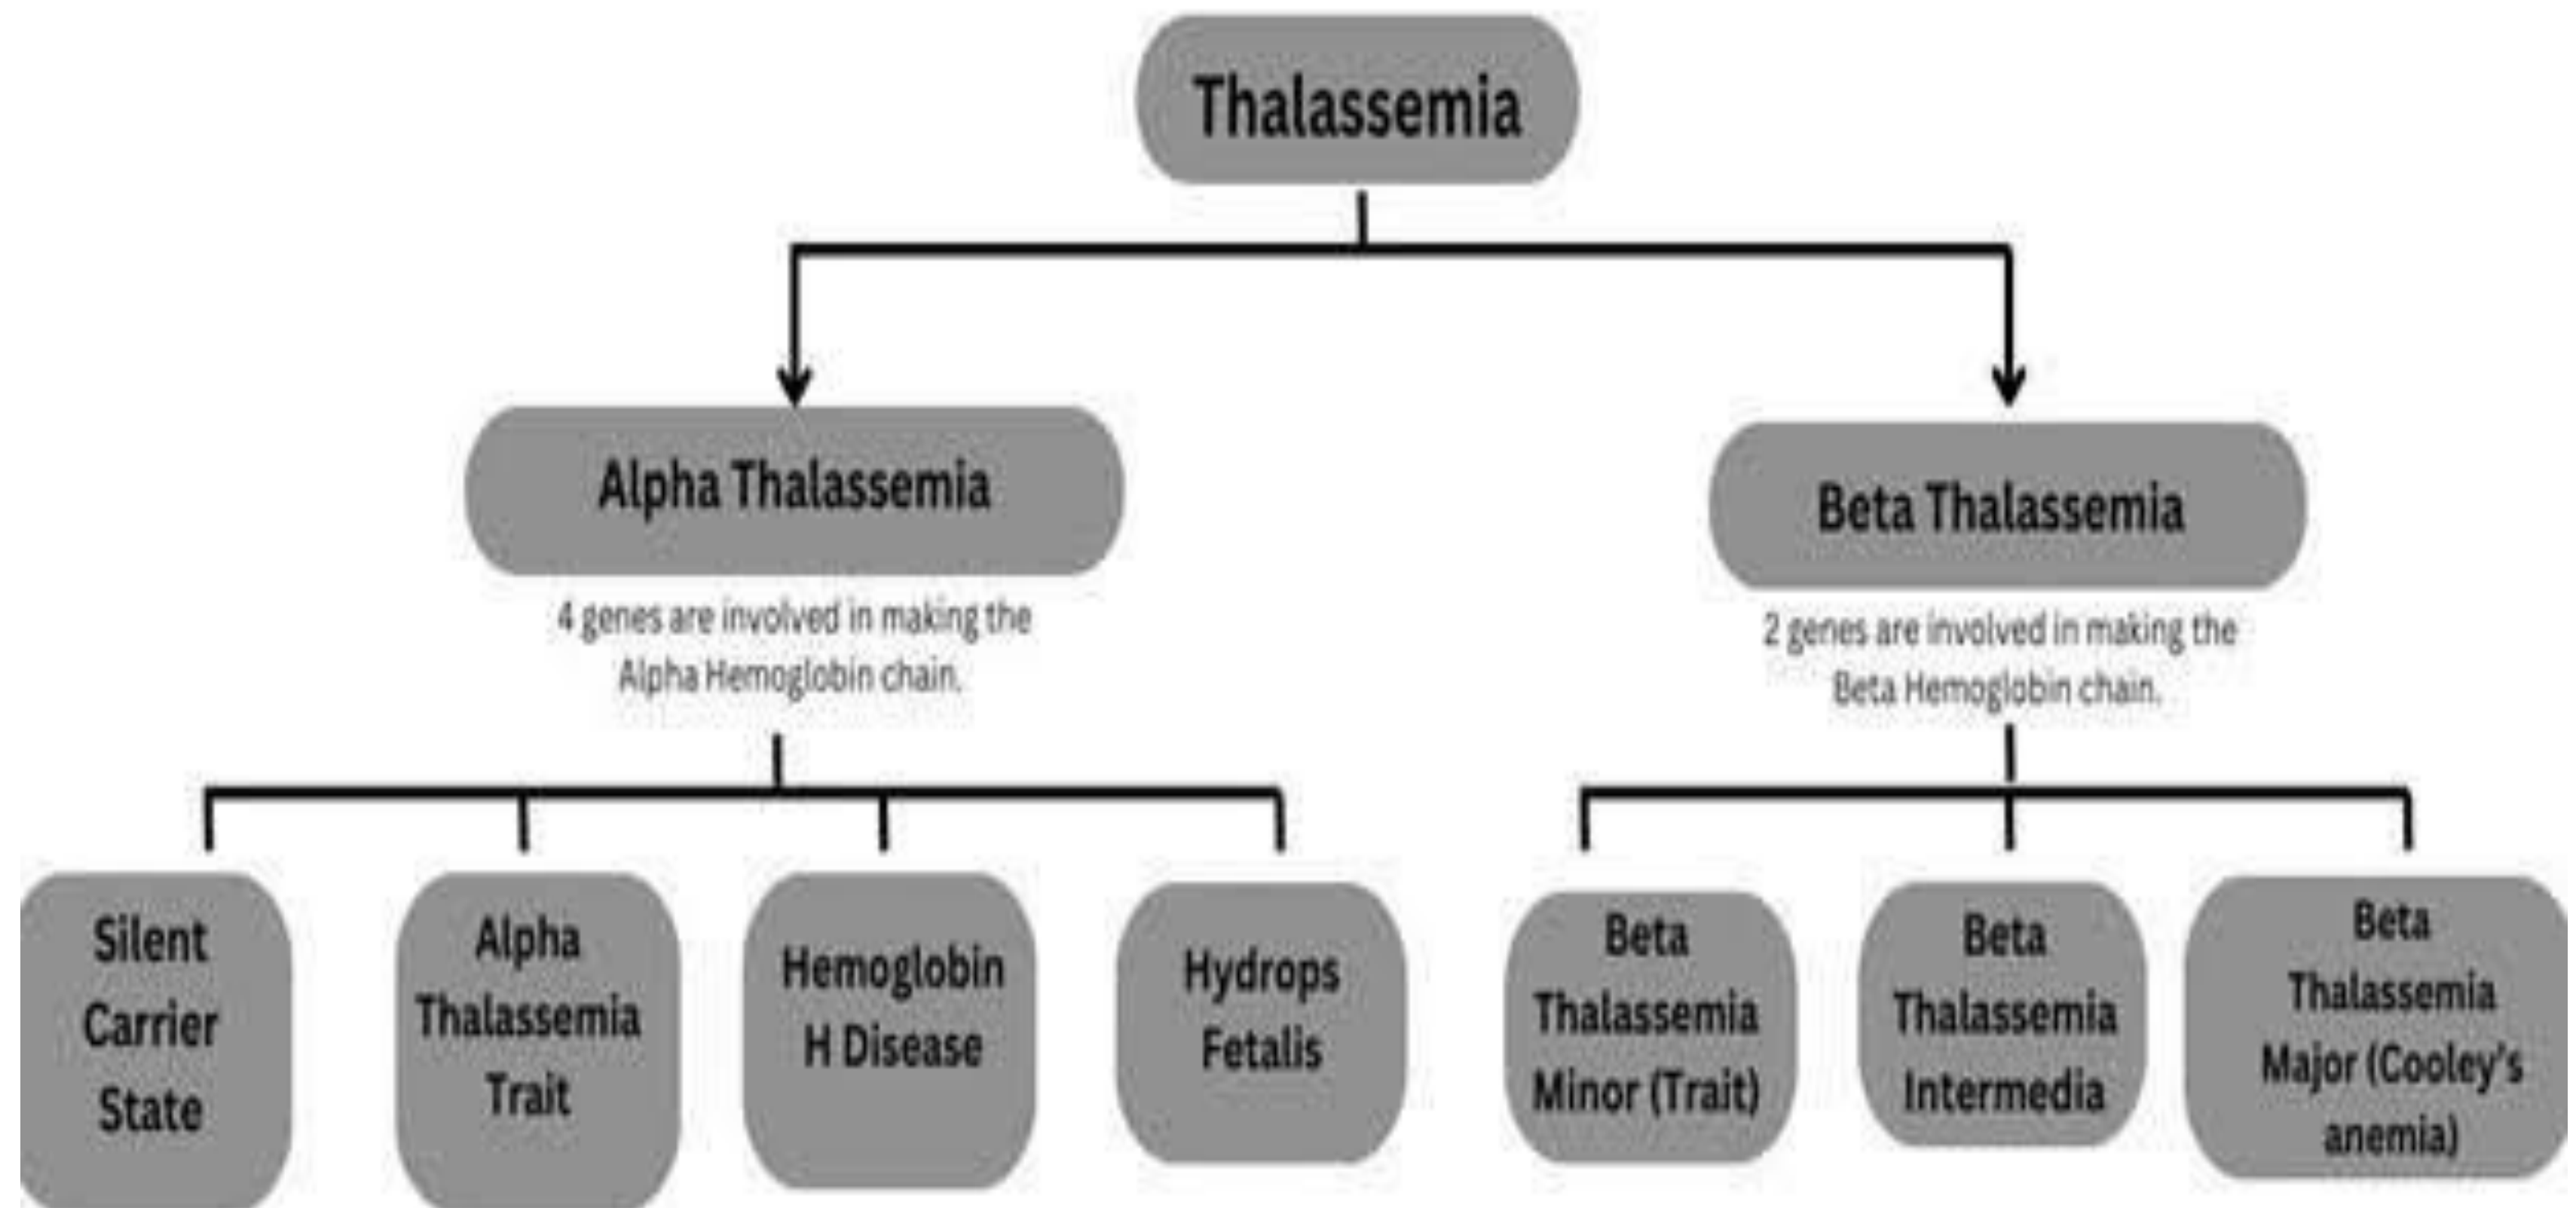 Thalassemia
Alpha Thalassemia
4 genes are involved in making the
Alpha Hemoglobin chain.
Beta Thalassemia
2 genes are involved in making the
Beta Hemoglobin chain.
Silent
Carrier
State
Alpha
Thalassemia
Trait
Hemoglobin
H Disease
Hydrops
Fetalis
Beta
Thalassemia
Minor (Trait)
Beta
Thalassemia
Intermedia
Beta
Thalassemia
Major (Cooley's
anemia)